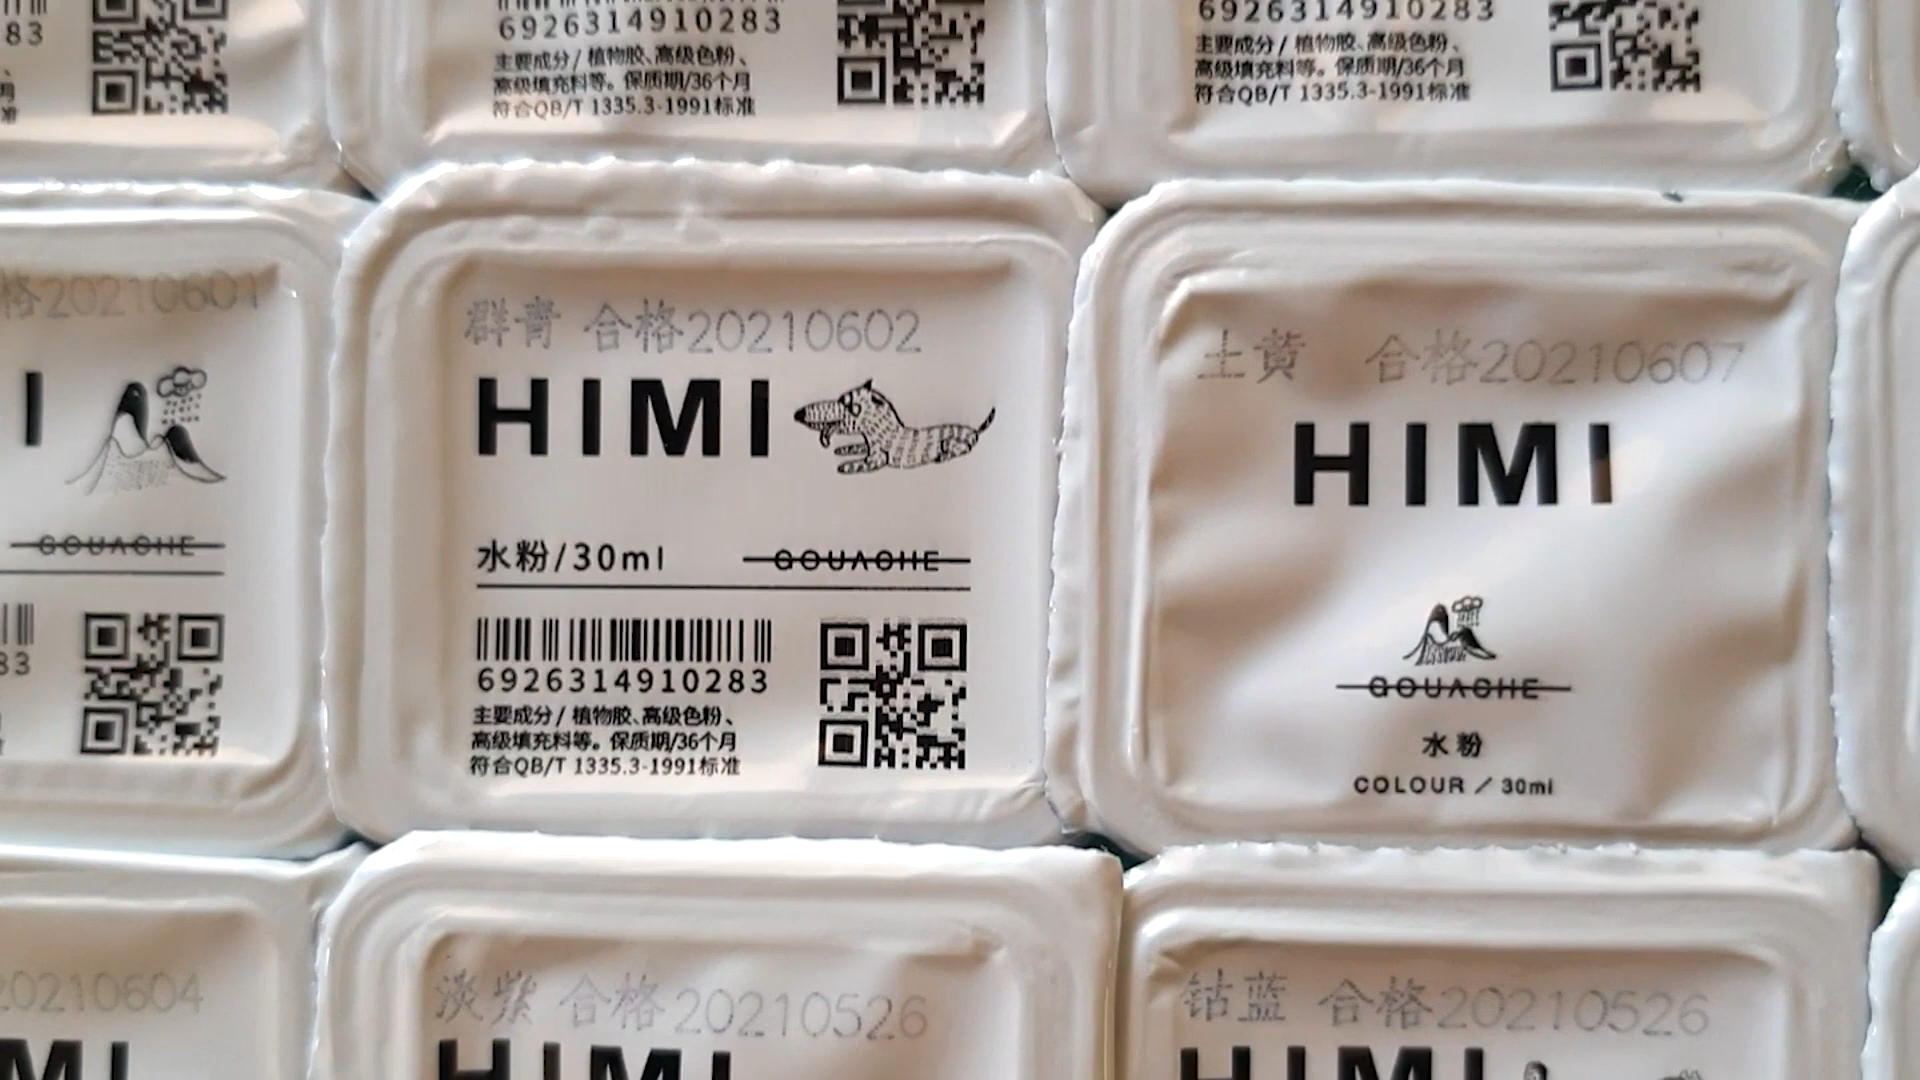 6926314910283
主要成分/植物胶、高级色粉、
高级填充料等。保质期/36个月
符合QB/T 1335.3-1991标准
6926314910283
主要成分/植物胶、高级色粉、
高级填充料等。保质期/36个月
符合QB/T 1335.3-1991标准
83
格20210601
I
GOUACHE
83
群青 合格20210602
HIMI
水粉/30ml GOUACHE
6926314910283
主要成分/植物胶、高级色粉、
高级填充料等。保质期/36个月
符合QB/T 1335.3-1991标准
土黄 合格20210607
HIMI
GOUACHE
水粉
COLOUR / 30ml
20210604
MI
淡紫 合格20210526
HIMI
钴蓝 合格20210526
HIMI